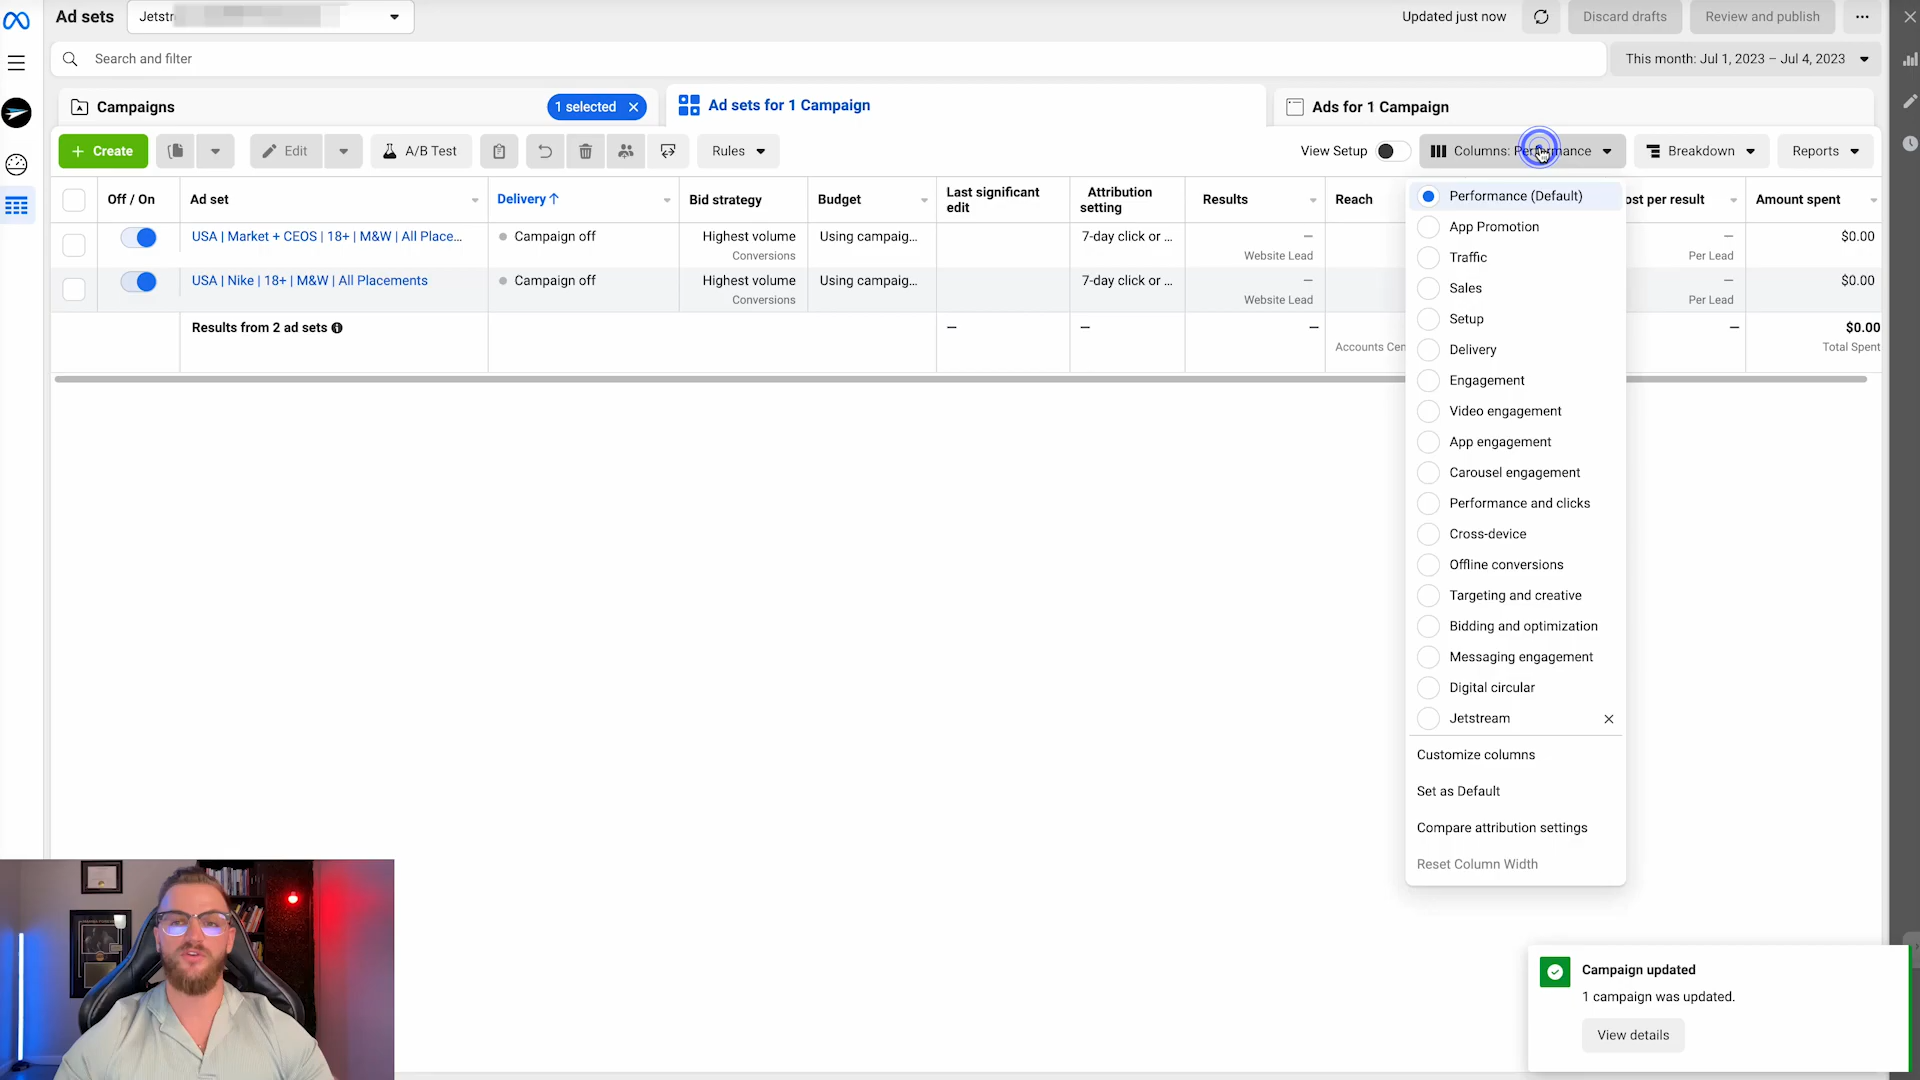 Ad sets
Jetstr
Updated just now
Discard drafts
Review and publish
Search and filter
This month: Jul 1, 2023 – Jul 4, 2023
Campaigns
1 selected
Ad sets for 1 Campaign
Ads for 1 Campaign
+ Create
Edit
A/B Test
Rules
View Setup
Columns: Performance
Breakdown
Reports
Off / On
Ad set
Delivery ↑
Bid strategy
Budget
Last significant edit
Attribution setting
Results
Reach
ost per result
Amount spent
USA | Market + CEOS | 18+ | M&W | All Place...
Campaign off
Highest volume
Conversions
Using campaig...
7-day click or ...
—
Website Lead
—
Per Lead
$0.00
USA | Nike | 18+ | M&W | All Placements
Campaign off
Highest volume
Conversions
Using campaig...
7-day click or ...
—
Website Lead
—
Per Lead
$0.00
Results from 2 ad sets
—
—
—
Accounts Cen
—
$0.00
Total Spent
Performance (Default)
App Promotion
Traffic
Sales
Setup
Delivery
Engagement
Video engagement
App engagement
Carousel engagement
Performance and clicks
Cross-device
Offline conversions
Targeting and creative
Bidding and optimization
Messaging engagement
Digital circular
Jetstream
Customize columns
Set as Default
Compare attribution settings
Reset Column Width
Campaign updated
1 campaign was updated.
View details